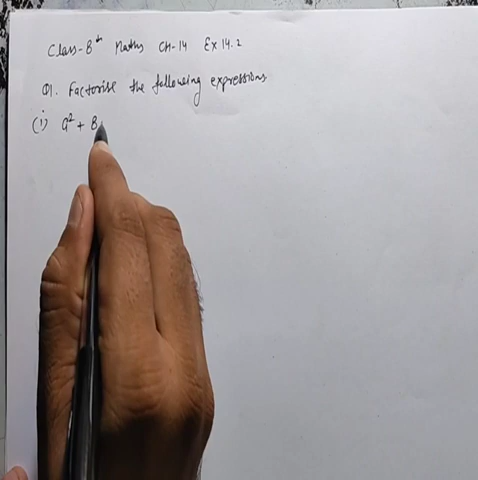 Class-8th Maths CH-14 Ex 14.2
Q1. Factorise the following expressions
(i) a² + 8